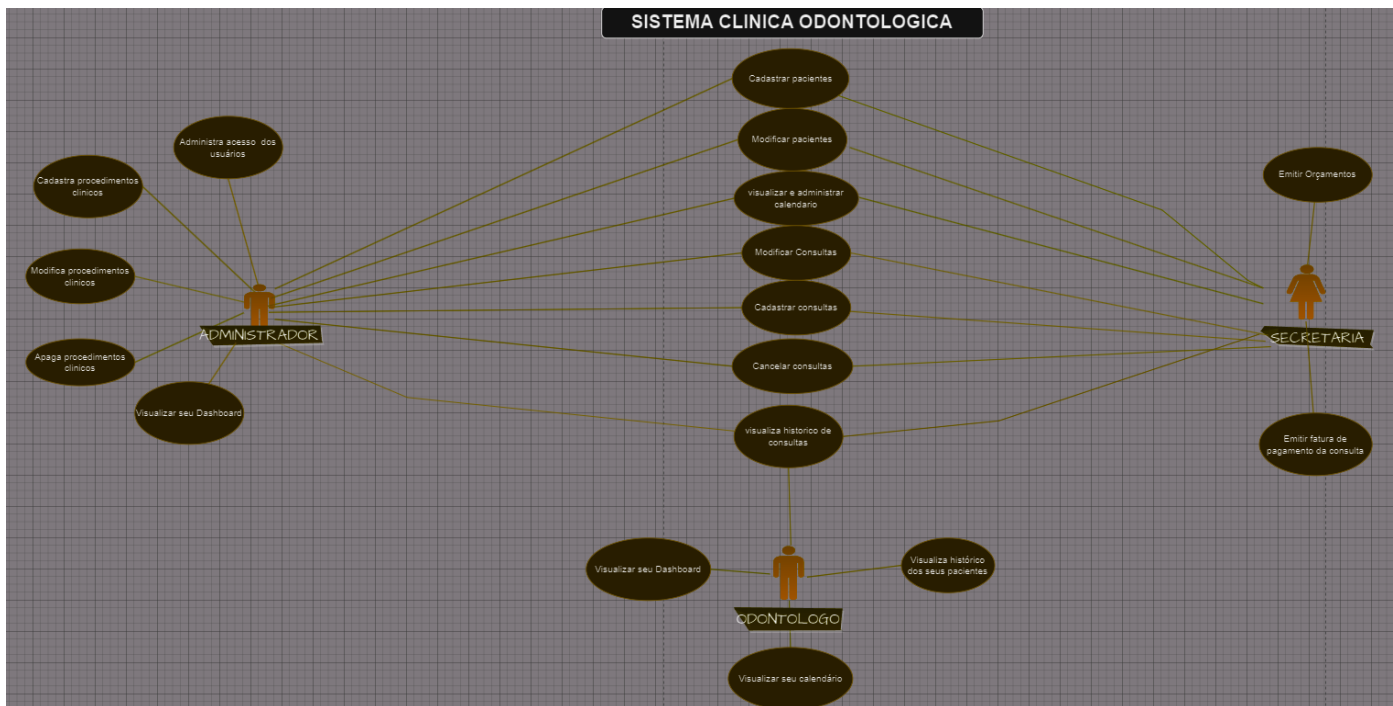 SISTEMA CLINICA ODONTOLOGICA
Cadastrar pacientes
Modificar pacientes
visualizar e administrar
calendario
Modificar Consultas
Cadastrar consultas
Cancelar consultas
visualiza historico de
consultas
Administra acesso dos
usuários
Cadastra procedimentos
clinicos
Modifica procedimentos
clinicos
Apaga procedimentos
clinicos
Visualizar seu Dashboard
ADMINISTRADOR
Emitir Orçamentos
SECRETARIA
Emitir fatura de
pagamento da consulta
Visualizar seu Dashboard
Visualiza histórico
dos seus pacientes
ODONTOLOGO
Visualizar seu calendário